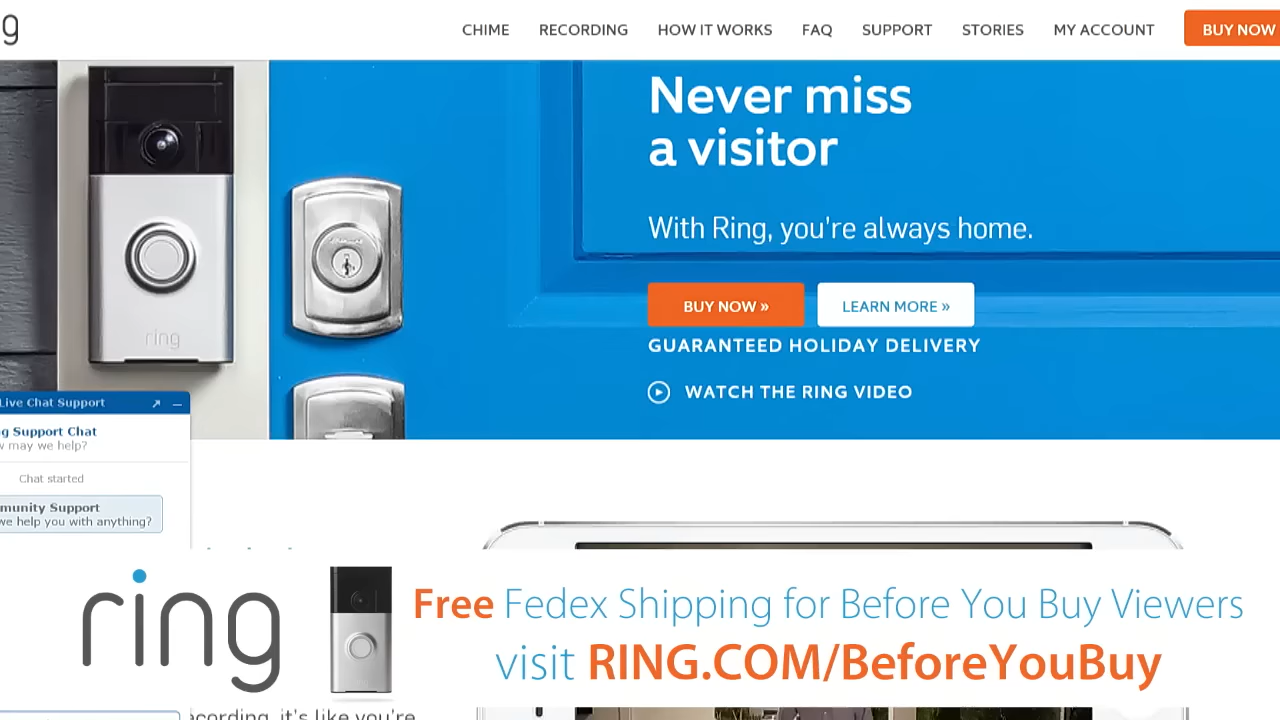 g CHIME RECORDING HOW IT WORKS FAQ SUPPORT STORIES MY ACCOUNT BUY NOW
Never miss
a visitor
With Ring, you're always home.
BUY NOW » LEARN MORE »
GUARANTEED HOLIDAY DELIVERY
WATCH THE RING VIDEO
ring
Live Chat Support
g Support Chat
w may we help?
Chat started
munity Support
we help you with anything?
ring
Free Fedex Shipping for Before You Buy Viewers
visit RING.COM/BeforeYouBuy
ecording, it's like you're